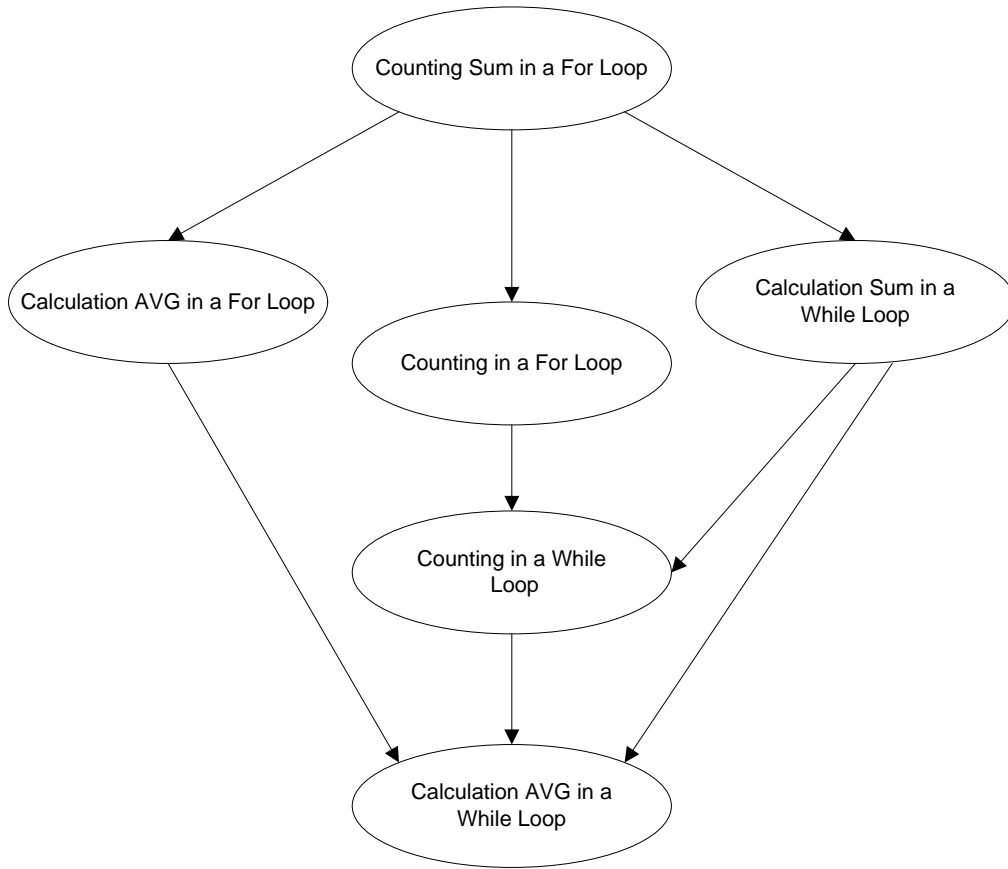 Counting Sum in a For Loop
Calculation AVG in a For Loop
Calculation Sum in a
While Loop
Counting in a For Loop
Counting in a While
Loop
Calculation AVG in a
While Loop